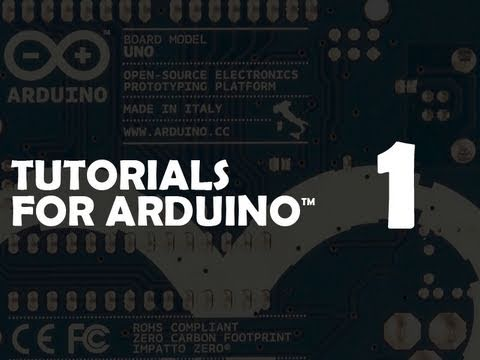 BOARD MODEL
UNO
OPEN-SOURCE ELECTRONICS
PROTOTYPING PLATFORM
MADE IN ITALY
WWW.ARDUINO.CC
ARDUINO
TM
TUTORIALS
FOR ARDUINO™
1
CE FC
ROHS COMPLIANT
ZERO CARBON FOOTPRINT
IMPATTO ZERO®